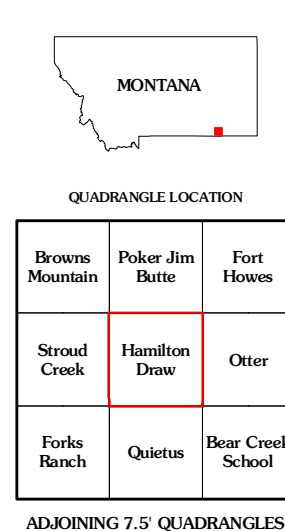 MONTANA
QUADRANGLE LOCATION
Browns Mountain
Poker Jim Butte
Fort Howes
Stroud Creek
Hamilton Draw
Otter
Forks Ranch
Quietus
Bear Creek School
ADJOINING 7.5' QUADRANGLES